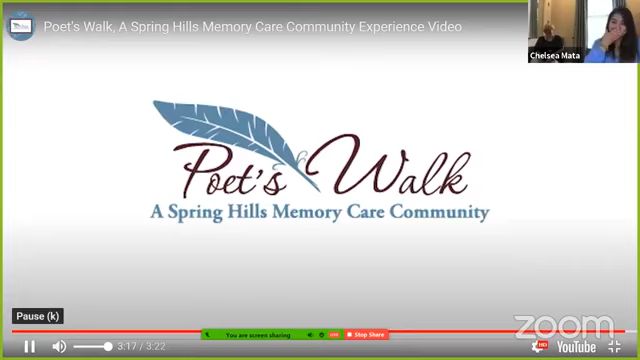 Poet's Walk, A Spring Hills Memory Care Community Experience Video
Chelsea Mata
Poet's Walk
A Spring Hills Memory Care Community
Pause (k)
You are screen sharing
Stop Share
zoom
3:17 / 3:22
HD
YouTube